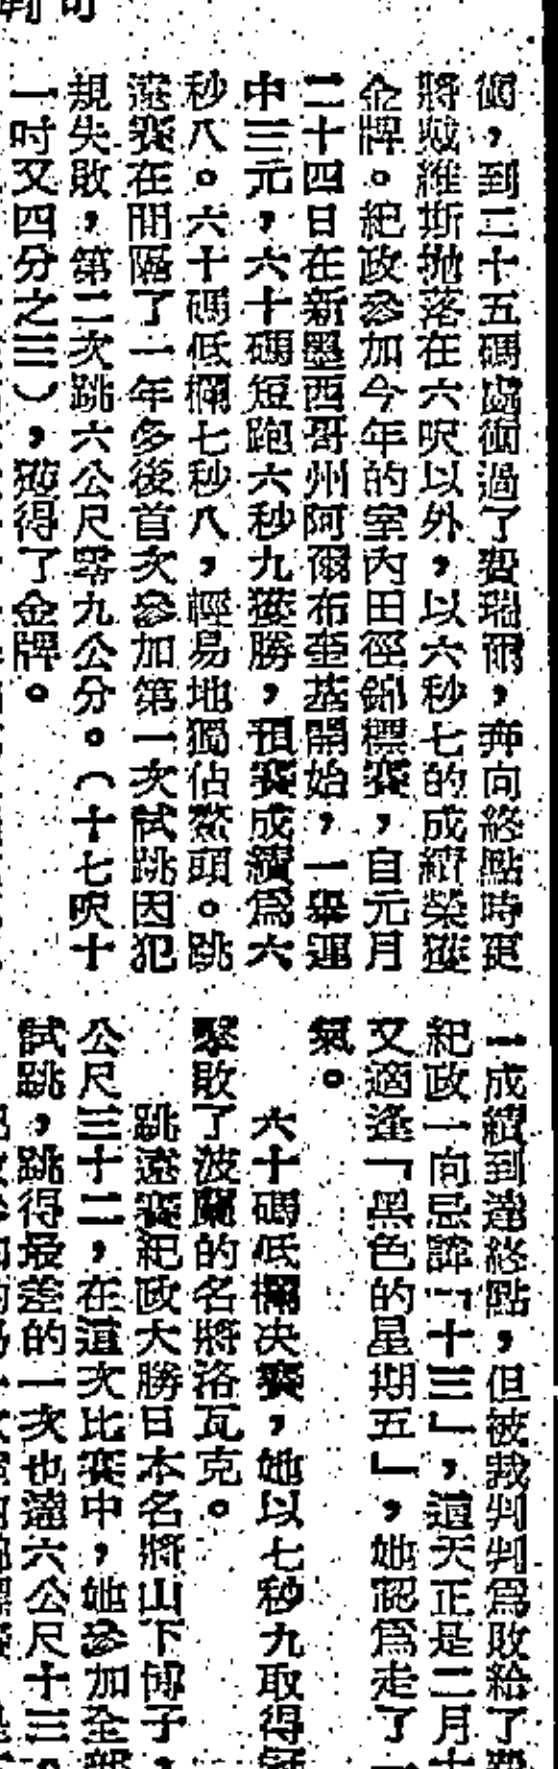 衝，到二十五碼處衝過了費瑞爾，奔向終點時更
將戴維斯拋落在六呎以外，以六秒七的成績榮獲
金牌。紀政參加今年的室內田徑錦標賽，自元月
二十四日在新墨西哥州阿爾布奎基開始，一舉連
中三元，六十碼短跑六秒九獲勝，預賽成績爲六
秒八。六十碼低欄七秒八，輕易地獨佔鰲頭。跳
遠賽在間隔了一年多後首次參加第一次試跳因犯
規失敗，第二次跳六公尺零九公分。（十七呎十
一吋又四分之三），獲得了金牌。
一成績到達終點，但被裁判判爲敗給了
紀政一向忌諱「十三」，這天正是二月十
又適逢「黑色的星期五」，她認爲走了
氣。
六十碼低欄決賽，她以七秒九取得冠
擊敗了波蘭的名將洛瓦克。
跳遠賽紀政大勝日本名將山下博子，
公尺三十二，在這次比賽中，她參加全部
試跳，跳得最差的一次也達六公尺十三。